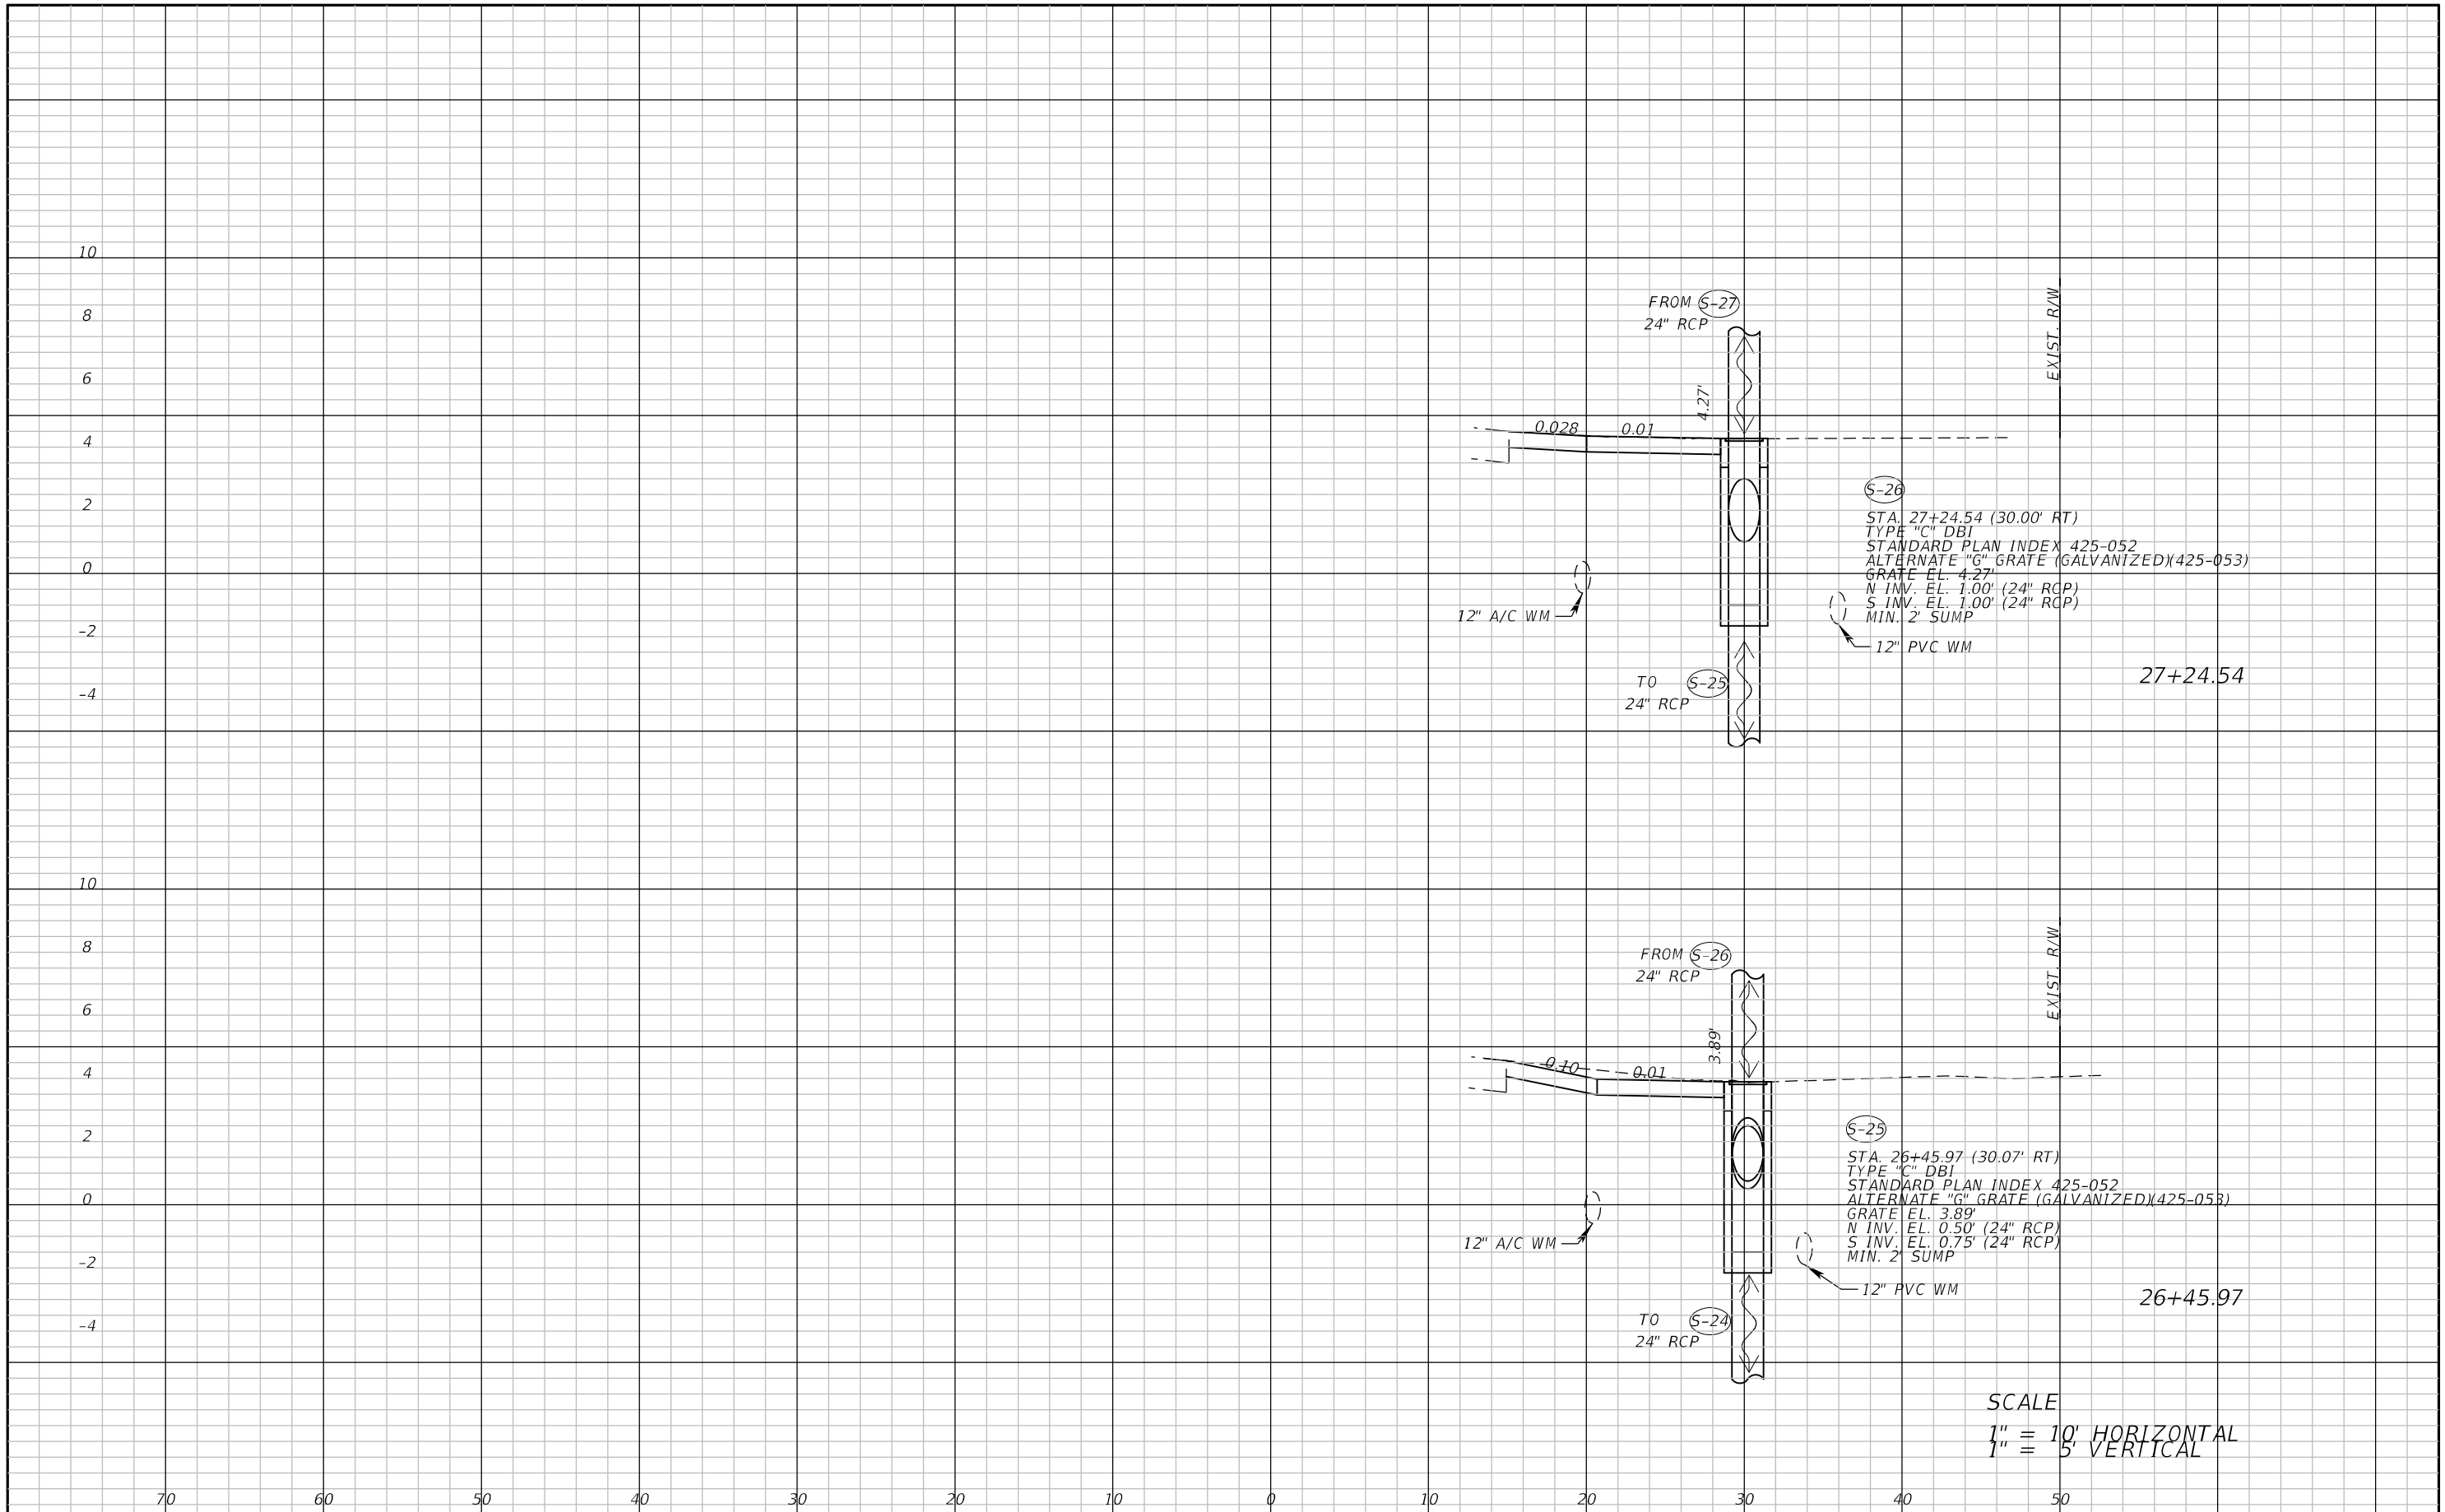 10
8
6
4
2
0
-2
-4
FROM S-27
24" RCP
4.27'
EXIST. R/W
0.028
0.01
S-26
STA. 27+24.54 (30.00' RT)
TYPE "C" DBI
STANDARD PLAN INDEX 425-052
ALTERNATE "G" GRATE (GALVANIZED)(425-053)
GRATE EL. 4.27'
N INV. EL. 1.00' (24" RCP)
S INV. EL. 1.00' (24" RCP)
MIN. 2' SUMP
12" A/C WM
12" PVC WM
TO S-25
24" RCP
27+24.54
10
8
6
4
2
0
-2
-4
FROM S-26
24" RCP
3.89'
EXIST. R/W
0.10
0.01
S-25
STA. 26+45.97 (30.07' RT)
TYPE "C" DBI
STANDARD PLAN INDEX 425-052
ALTERNATE "G" GRATE (GALVANIZED)(425-053)
GRATE EL. 3.89'
N INV. EL. 0.50' (24" RCP)
S INV. EL. 0.75' (24" RCP)
MIN. 2' SUMP
12" A/C WM
12" PVC WM
TO S-24
24" RCP
26+45.97
SCALE
1" = 10' HORIZONTAL
1" = 5' VERTICAL
70 60 50 40 30 20 10 0 10 20 30 40 50